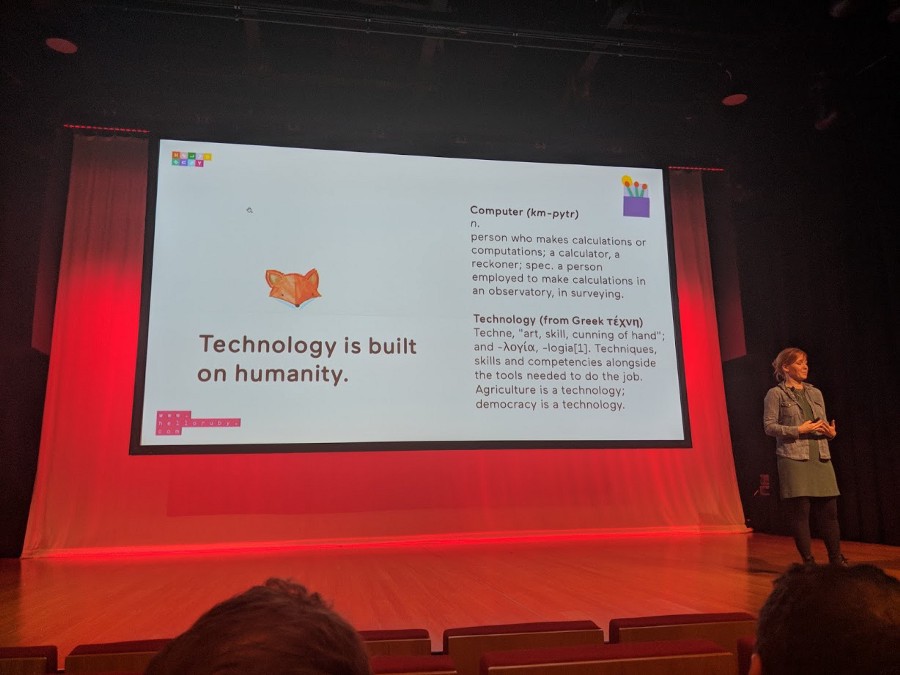 Technology is built
on humanity.
www.
helloruby.
com
Computer (km-pytr)
n.
person who makes calculations or
computations; a calculator, a
reckoner; spec. a person
employed to make calculations in
an observatory, in surveying.
Technology (from Greek τέχνη)
Techne, "art, skill, cunning of hand";
and -λογία, -logia[1]. Techniques,
skills and competencies alongside
the tools needed to do the job.
Agriculture is a technology;
democracy is a technology.